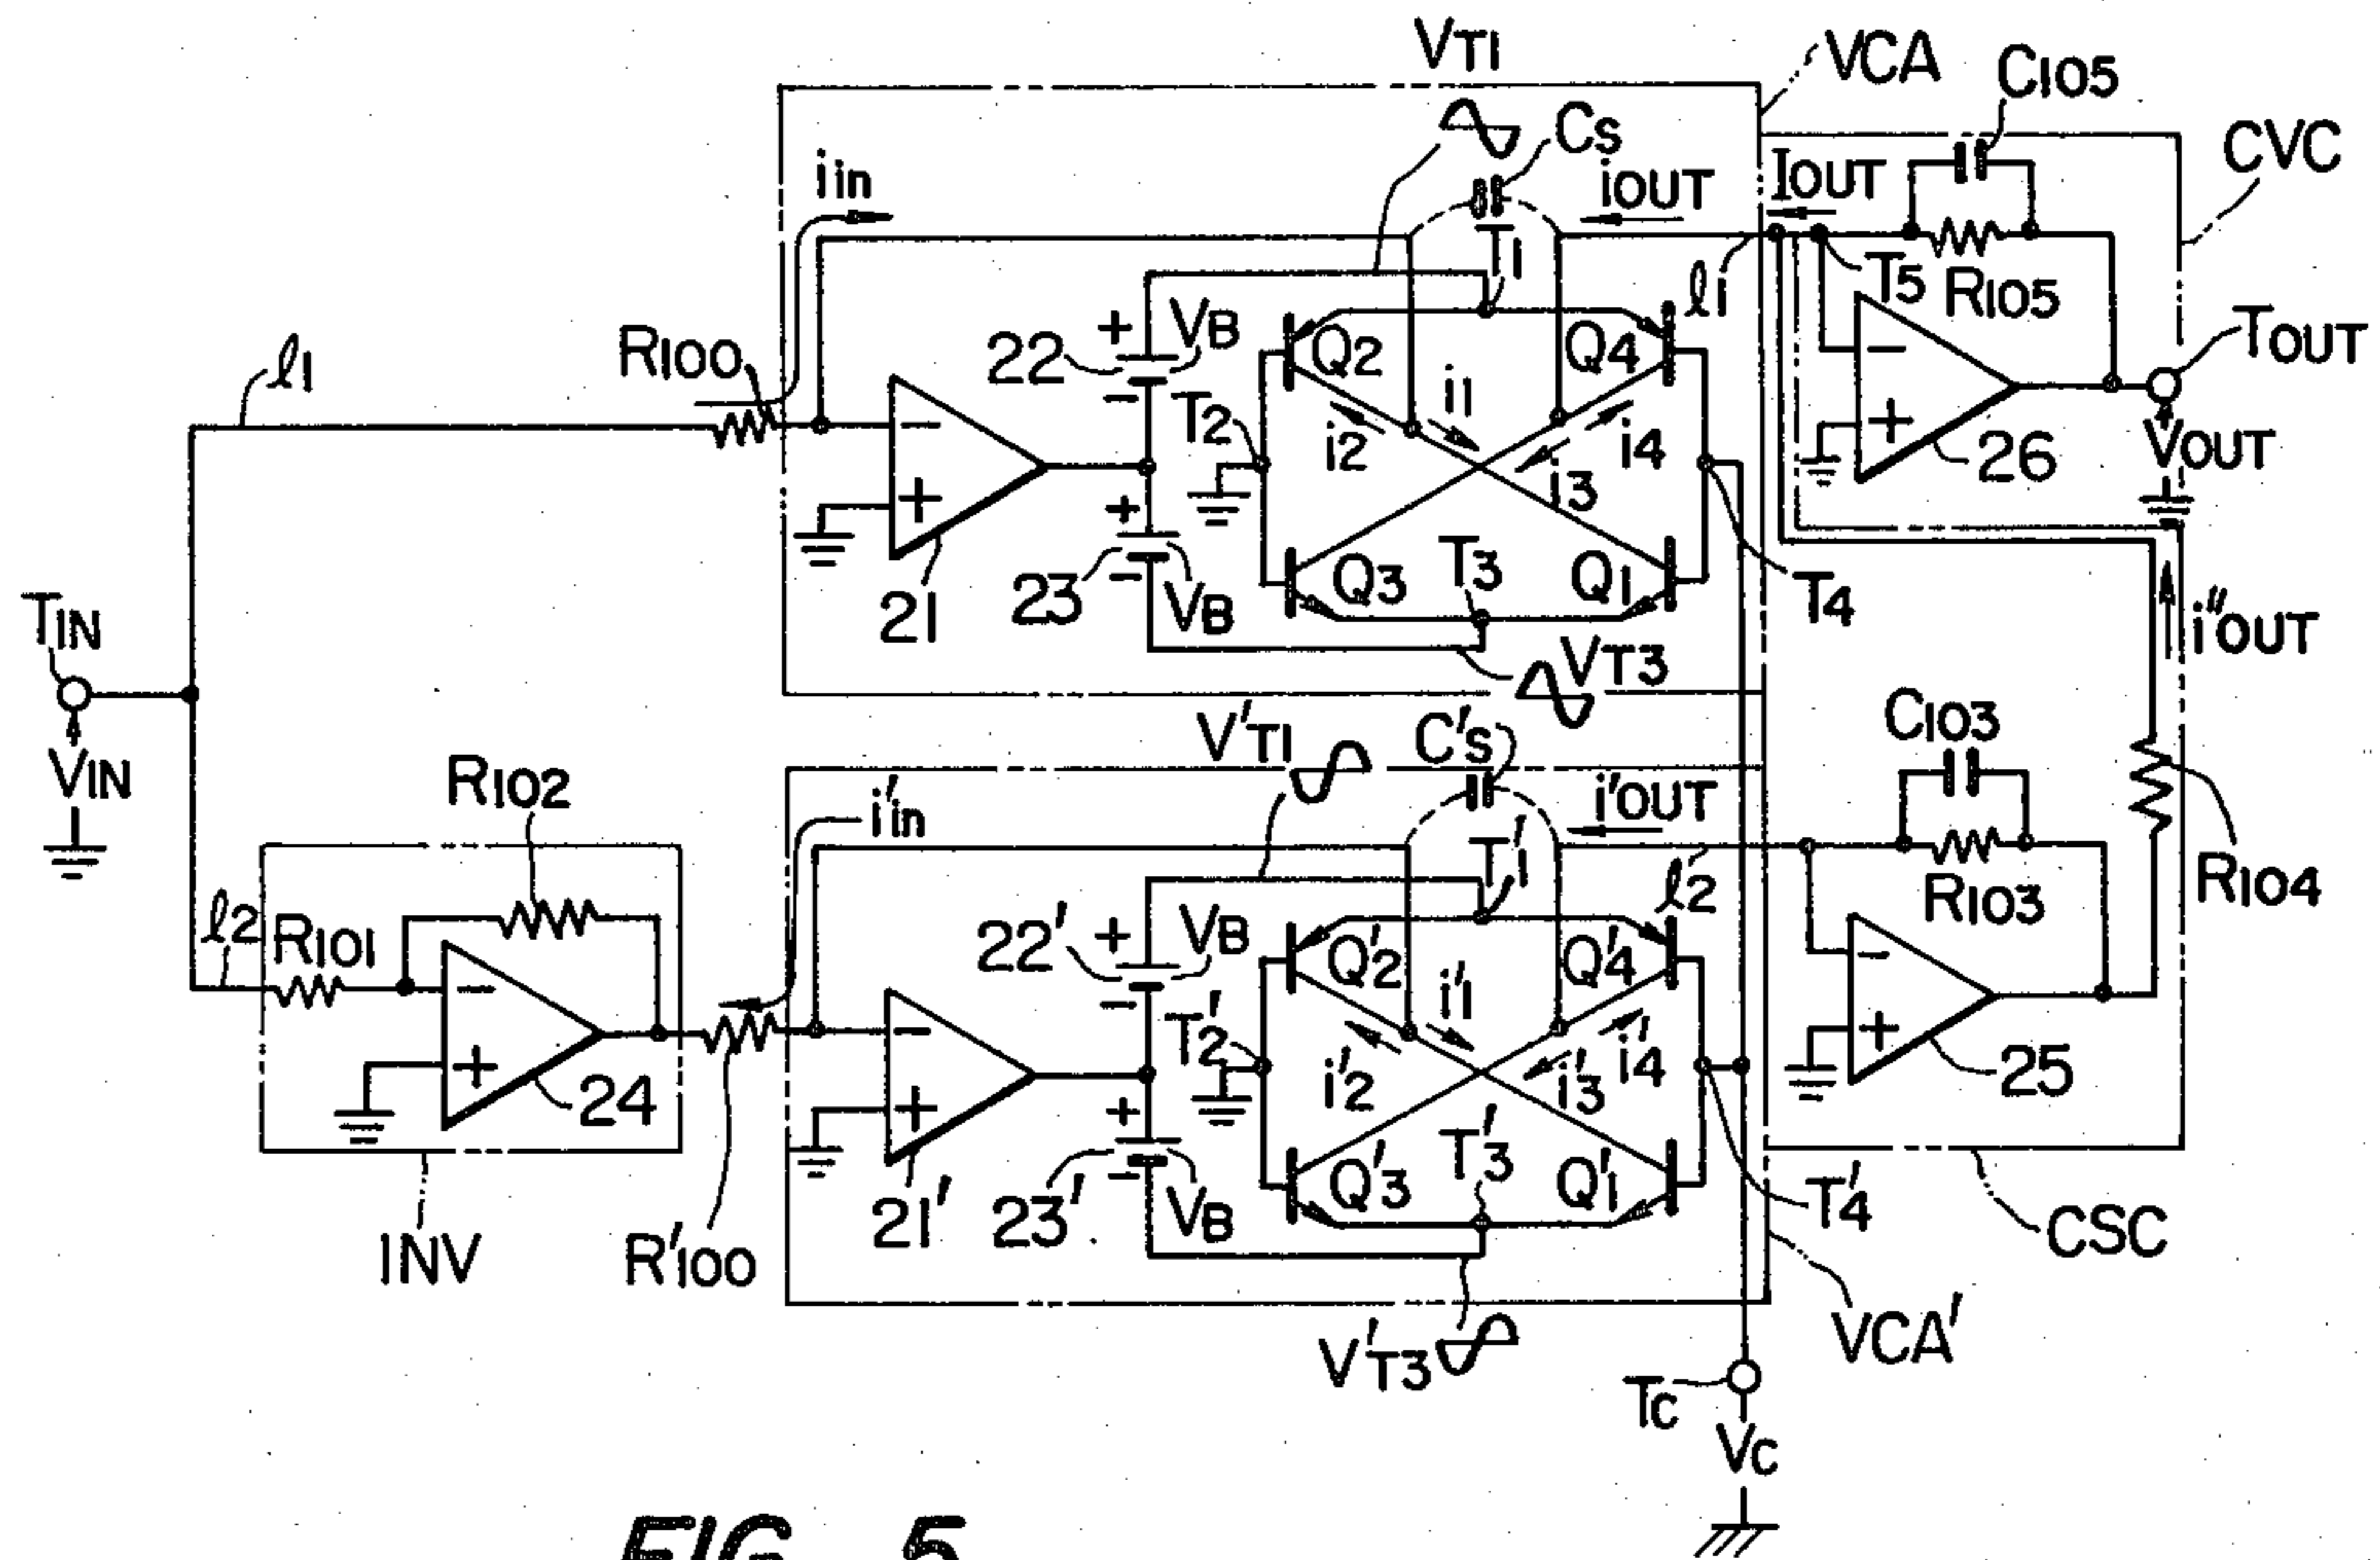 VT1
VCA
C105
CS
CVC
iin
iOUT
IOUT
T1
ℓ1
T5
R105
TOUT
ℓ1
R100
+
VB
22
Q2
Q4
−
−
T2
i1
i2
i4
i3
+
26
VOUT
+
+
21
23
−
VB
Q3
T3
Q1
T4
i"OUT
TIN
VT3
VIN
V'T1
C'S
C103
i'in
i'OUT
R102
T'1
ℓ2
R103
R104
ℓ2
R101
22'
+
VB
Q'2
Q'4
−
−
−
−
T'2
i'1
i'2
i'3
i'4
+
24
+
+
+
25
21'
23'
−
VB
Q'3
T'3
Q'1
T'4
INV
R'100
CSC
V'T3
VCA'
TC
VC
FIG. 5